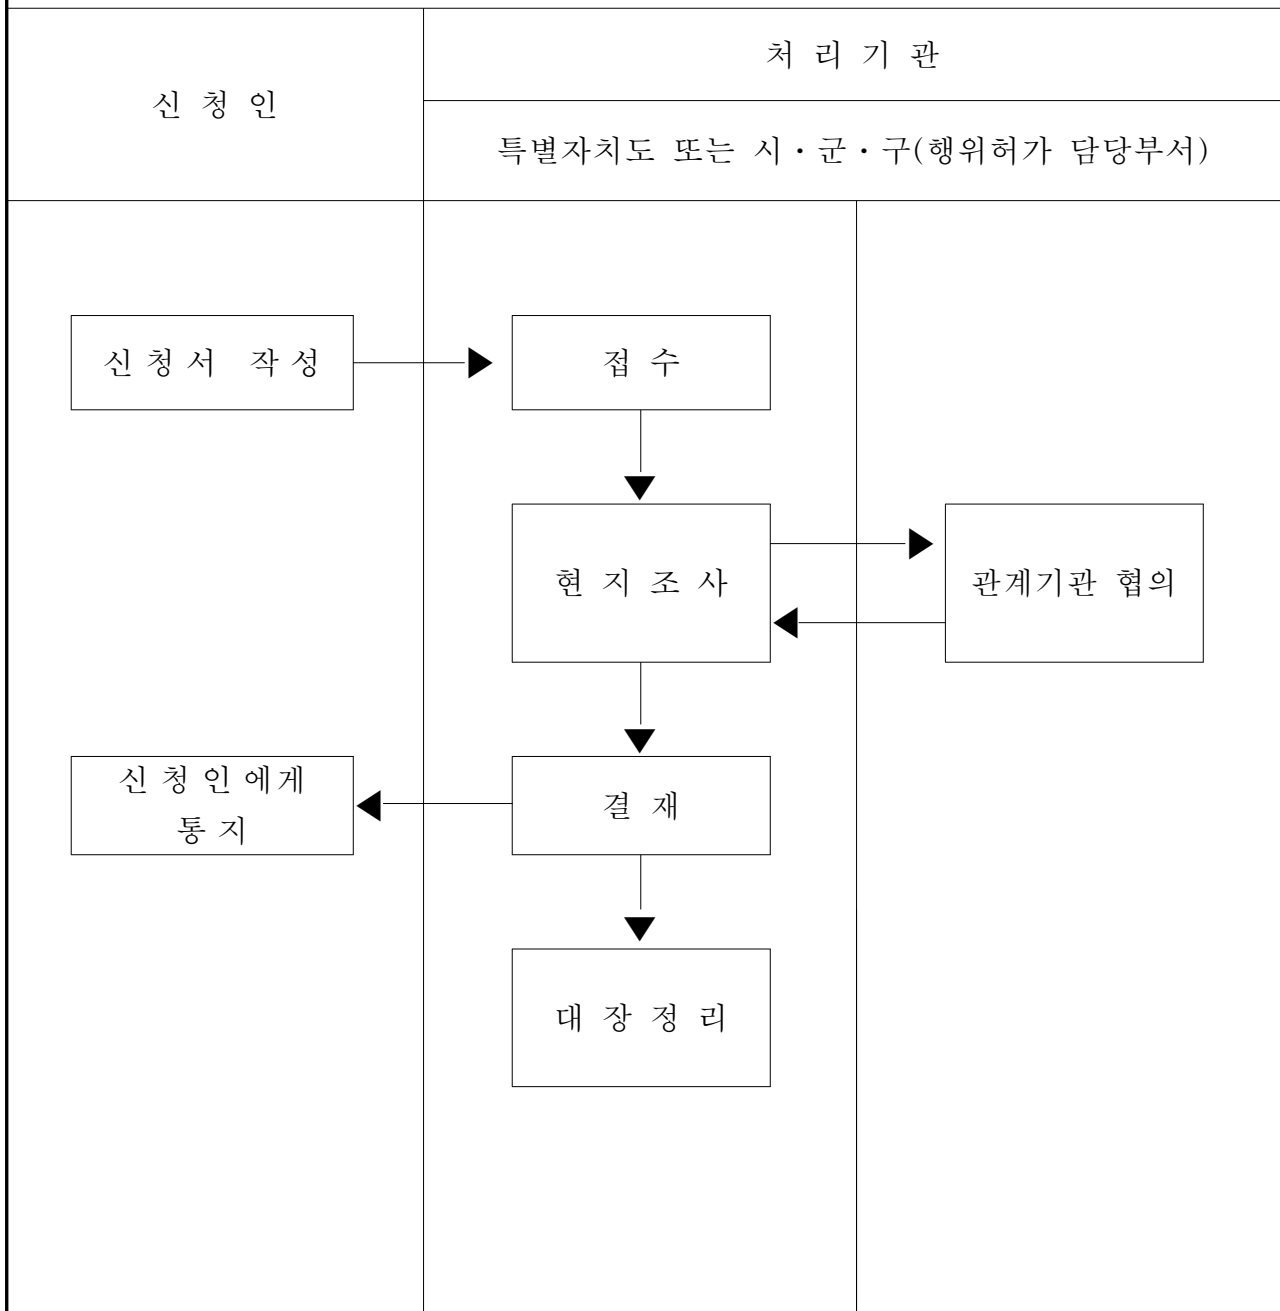 신 청 인
처 리 기 관
특별자치도 또는 시·군·구(행위허가 담당부서)
신청서 작성
접 수
현 지 조 사
관계기관 협의
신청인에게
통지
결 재
대 장 정 리